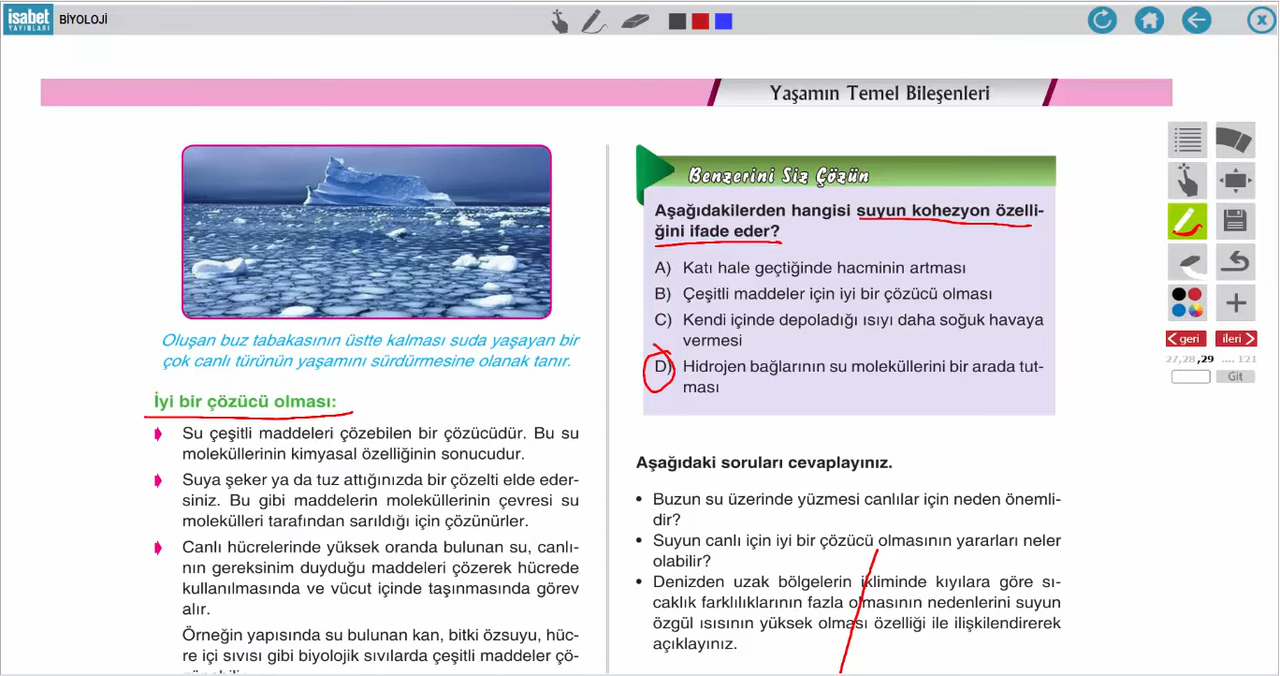 isabet
YAYINLARI
BİYOLOJİ
Yaşamın Temel Bileşenleri
Oluşan buz tabakasının üstte kalması suda yaşayan bir
çok canlı türünün yaşamını sürdürmesine olanak tanır.
İyi bir çözücü olması:
Su çeşitli maddeleri çözebilen bir çözücüdür. Bu su
moleküllerinin kimyasal özelliğinin sonucudur.
Suya şeker ya da tuz attığınızda bir çözelti elde eder-
siniz. Bu gibi maddelerin moleküllerinin çevresi su
molekülleri tarafından sarıldığı için çözünürler.
Canlı hücrelerinde yüksek oranda bulunan su, canlı-
nın gereksinim duyduğu maddeleri çözerek hücrede
kullanılmasında ve vücut içinde taşınmasında görev
alır.
Örneğin yapısında su bulunan kan, bitki özsuyu, hüc-
re içi sıvısı gibi biyolojik sıvılarda çeşitli maddeler çö-
Benzerini Siz Çözün
Aşağıdakilerden hangisi suyun kohezyon özelli-
ğini ifade eder?
A) Katı hale geçtiğinde hacminin artması
B) Çeşitli maddeler için iyi bir çözücü olması
C) Kendi içinde depoladığı ısıyı daha soğuk havaya
vermesi
D) Hidrojen bağlarının su moleküllerini bir arada tut-
ması
Aşağıdaki soruları cevaplayınız.
• Buzun su üzerinde yüzmesi canlılar için neden önemli-
dir?
• Suyun canlı için iyi bir çözücü olmasının yararları neler
olabilir?
• Denizden uzak bölgelerin ikliminde kıyılara göre sı-
caklık farklılıklarının fazla olmasının nedenlerini suyun
özgül ısısının yüksek olması özelliği ile ilişkilendirerek
açıklayınız.
geri
ileri
27,28,29 .... 121
Git